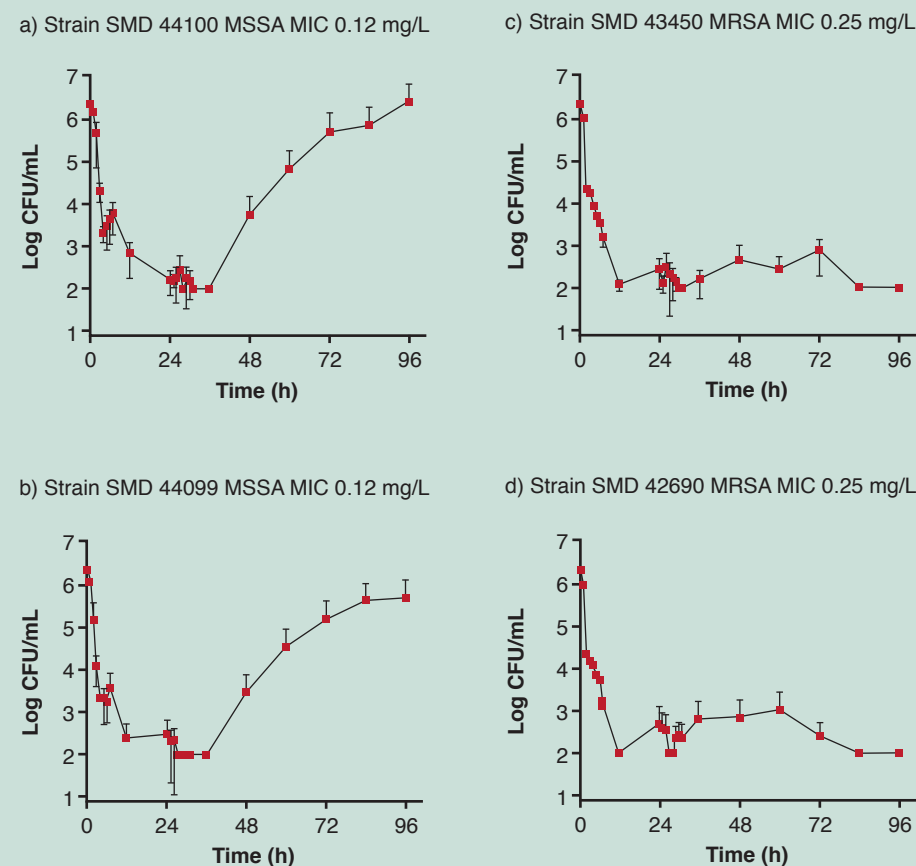 a) Strain SMD 44100 MSSA MIC 0.12 mg/L
7
6
5
4
3
2
1
Log CFU/mL
0 24 48 72 96
Time (h)
c) Strain SMD 43450 MRSA MIC 0.25 mg/L
7
6
5
4
3
2
1
Log CFU/mL
0 24 48 72 96
Time (h)
b) Strain SMD 44099 MSSA MIC 0.12 mg/L
7
6
5
4
3
2
1
Log CFU/mL
0 24 48 72 96
Time (h)
d) Strain SMD 42690 MRSA MIC 0.25 mg/L
7
6
5
4
3
2
1
Log CFU/mL
0 24 48 72 96
Time (h)